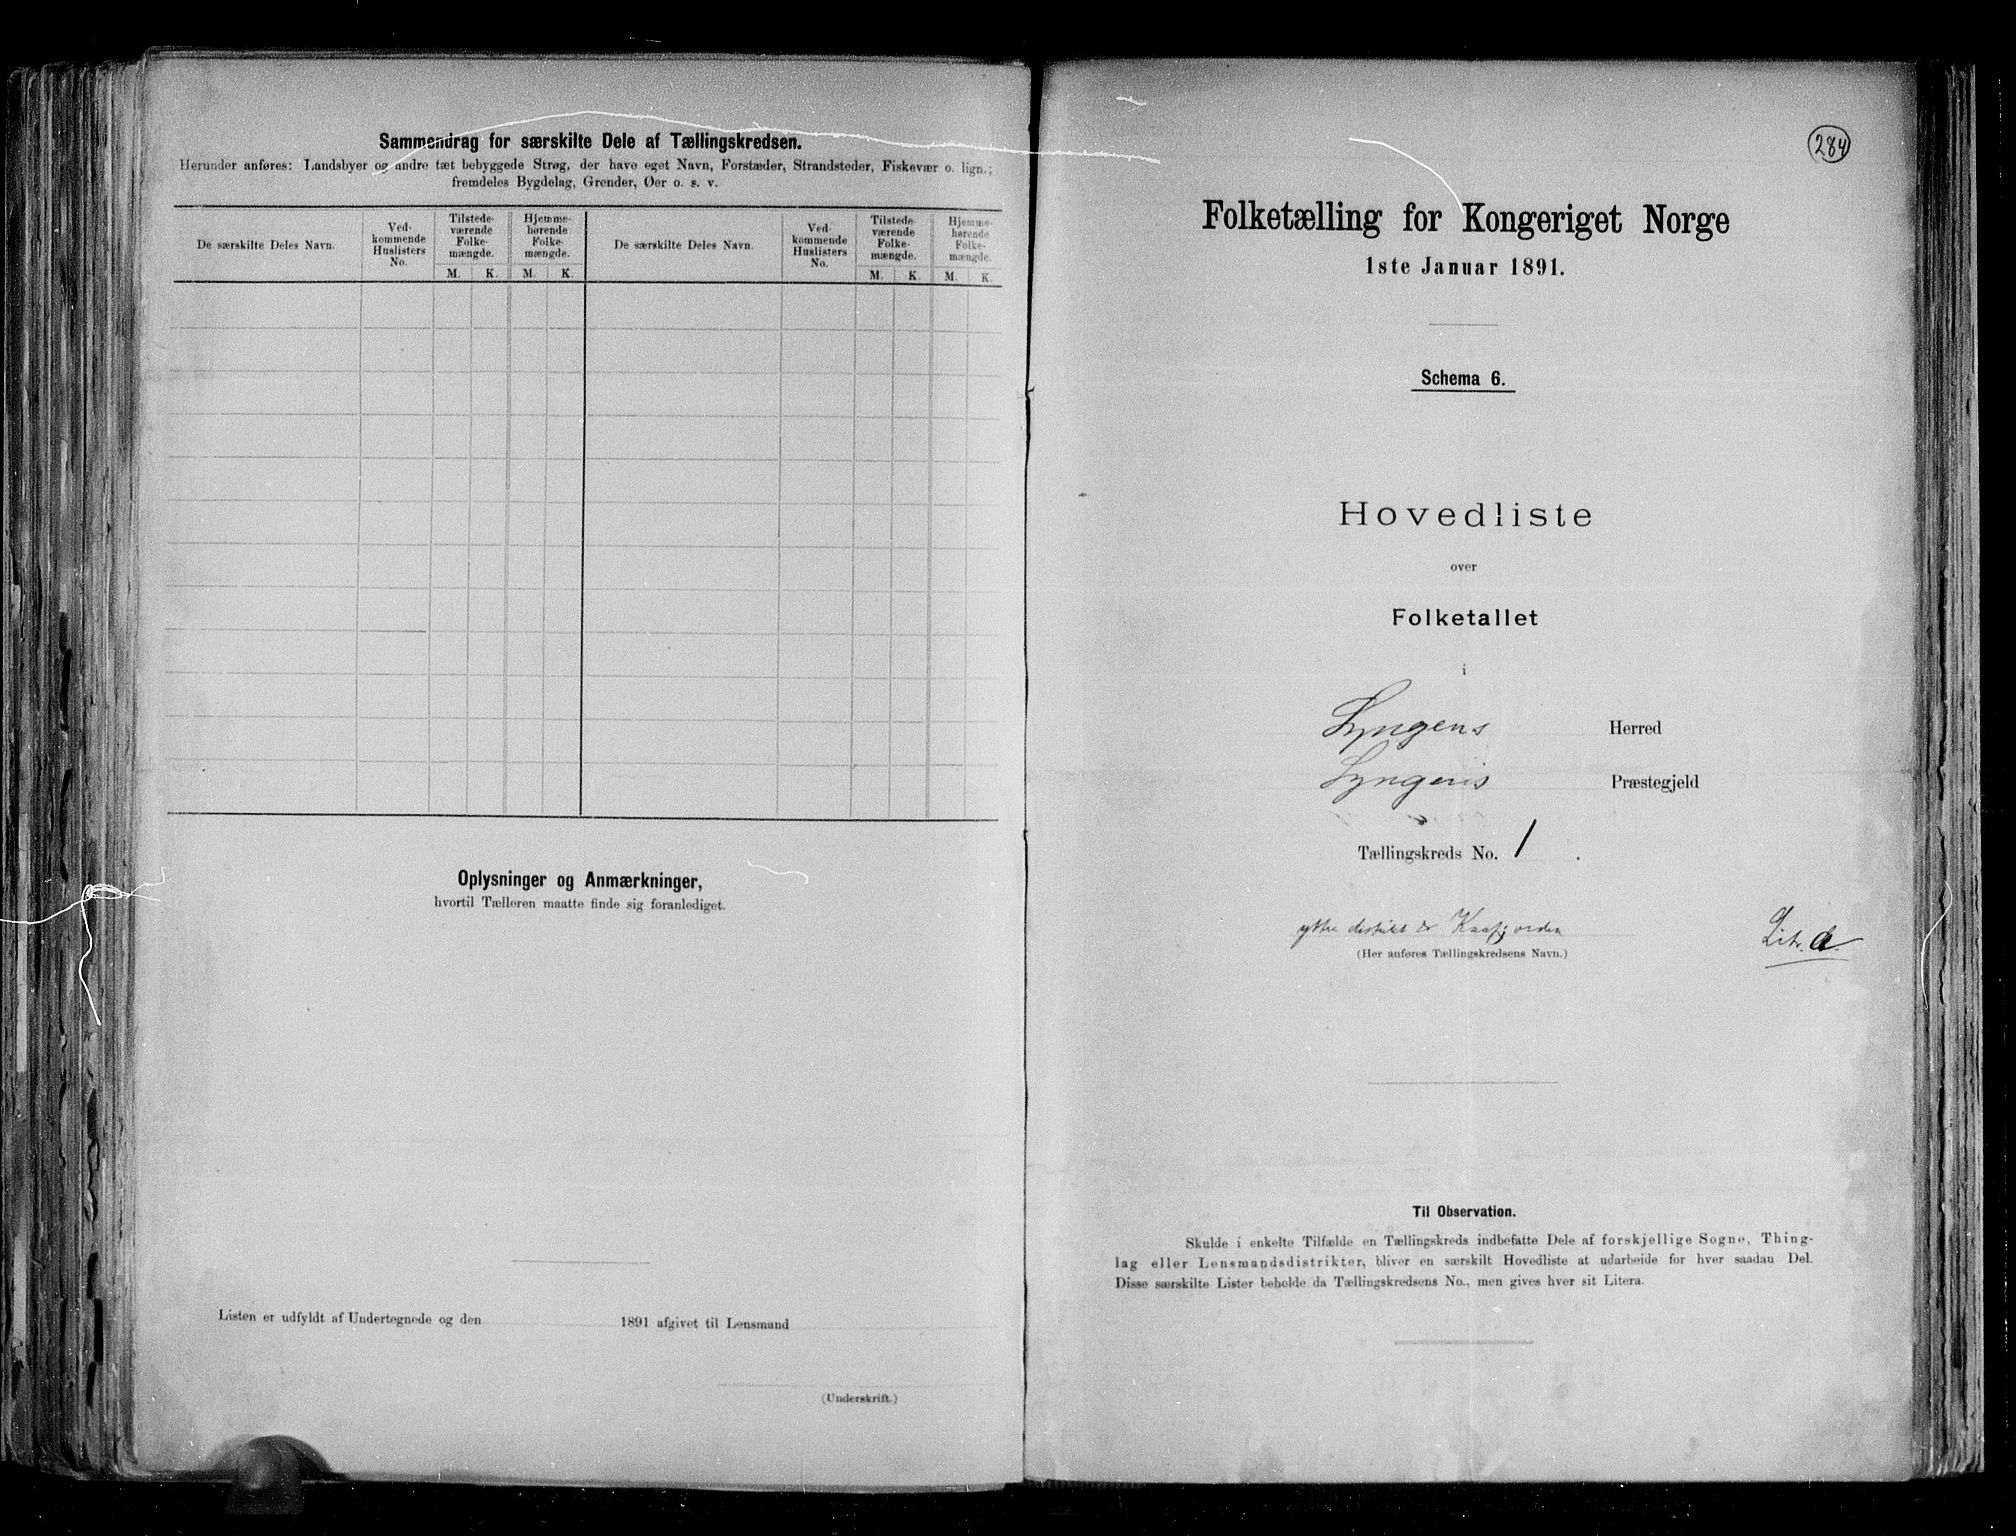 Sammendrag for særskilte Dele af Tællingskredsen.
Herunder anføres: Landsbyer og andre tæt bebyggede Strøg, der have eget Navn, Forstæder, Strandsteder, Fiskevær o. lign.;
fremdeles Bygdelag, Grender, Øer o. s. v.
De særskilte Deles Navn.
Ved-
kommende
Huslisters
No.
Tilstede-
værende
Folke-
mængde.
M. K.
Hjemme-
hørende
Folke-
mængde.
M. K.
De særskilte Deles Navn.
Ved-
kommende
Huslisters
No.
Tilstede-
værende
Folke-
mængde.
M. K.
Hjemme-
hørende
Folke-
mængde.
M. K.
Oplysninger og Anmærkninger,
hvortil Tælleren maatte finde sig foranlediget.
Listen er udfyldt af Undertegnede og den 1891 afgivet til Lensmand
(Underskrift.)
284
Folketælling for Kongeriget Norge
1ste Januar 1891.
Schema 6.
Hovedliste
over
Folketallet
i
Lyngens Herred
Lyngens Præstegjeld
Tællingskreds No. 1.
ytre distrikt Kaafjorden
(Her anføres Tællingskredsens Navn.)
Litr. d.
Til Observation.
Skulde i enkelte Tilfælde en Tællingskreds indbefatte Dele af forskjellige Sogne, Thing-
lag eller Lensmandsdistrikter, bliver en særskilt Hovedliste at udarbeide for hver saadan Del.
Disse særskilte Lister beholde da Tællingskredsens No., men gives hver sit Litera.